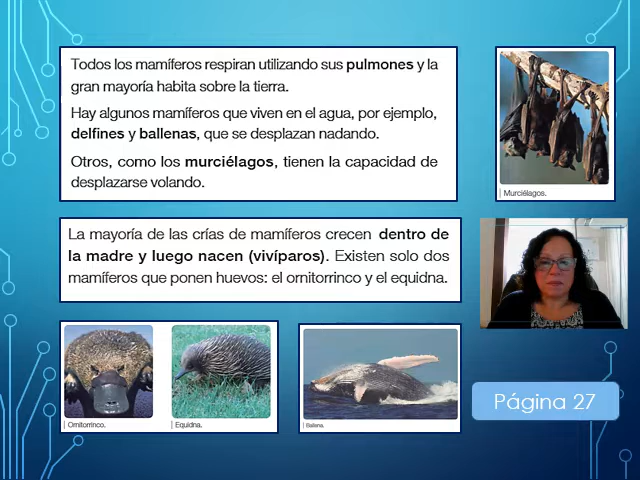 Todos los mamíferos respiran utilizando sus pulmones y la
gran mayoría habita sobre la tierra.
Hay algunos mamíferos que viven en el agua, por ejemplo,
delfines y ballenas, que se desplazan nadando.
Otros, como los murciélagos, tienen la capacidad de
desplazarse volando.
Murciélagos.
La mayoría de las crías de mamíferos crecen dentro de
la madre y luego nacen (vivíparos). Existen solo dos
mamíferos que ponen huevos: el ornitorrinco y el equidna.
Ornitorrinco.
Equidna.
Ballena.
Página 27